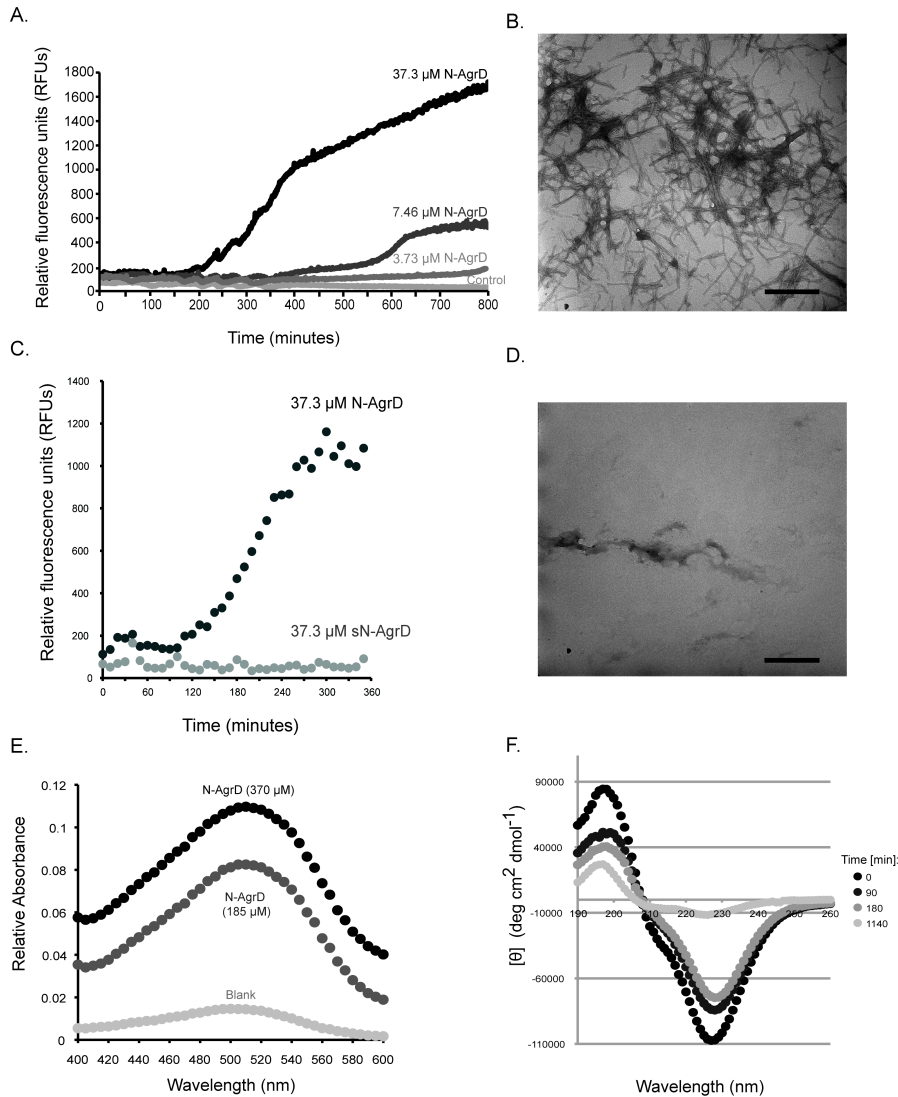 A.
Relative fluorescence units (RFUs)
1800
1600
1400
1200
1000
800
600
400
200
0
37.3 µM N-AgrD
7.46 µM N-AgrD
3.73 µM N-AgrD
Control
0 100 200 300 400 500 600 700 800
Time (minutes)
B.
C.
Relative fluorescence units (RFUs)
1400
1200
1000
800
600
400
200
0
37.3 µM N-AgrD
37.3 µM sN-AgrD
0 60 120 180 240 300 360
Time (minutes)
D.
E.
Relative Absorbance
0.12
0.1
0.08
0.06
0.04
0.02
0
N-AgrD (370 µM)
N-AgrD
(185 µM)
Blank
400 420 440 460 480 500 520 540 560 580 600
Wavelength (nm)
F.
[θ] (deg cm2 dmol-1)
90000
40000
-10000
-60000
-110000
190 200 210 220 230 240 250 260
Time [min]:
0
90
180
1140
Wavelength (nm)